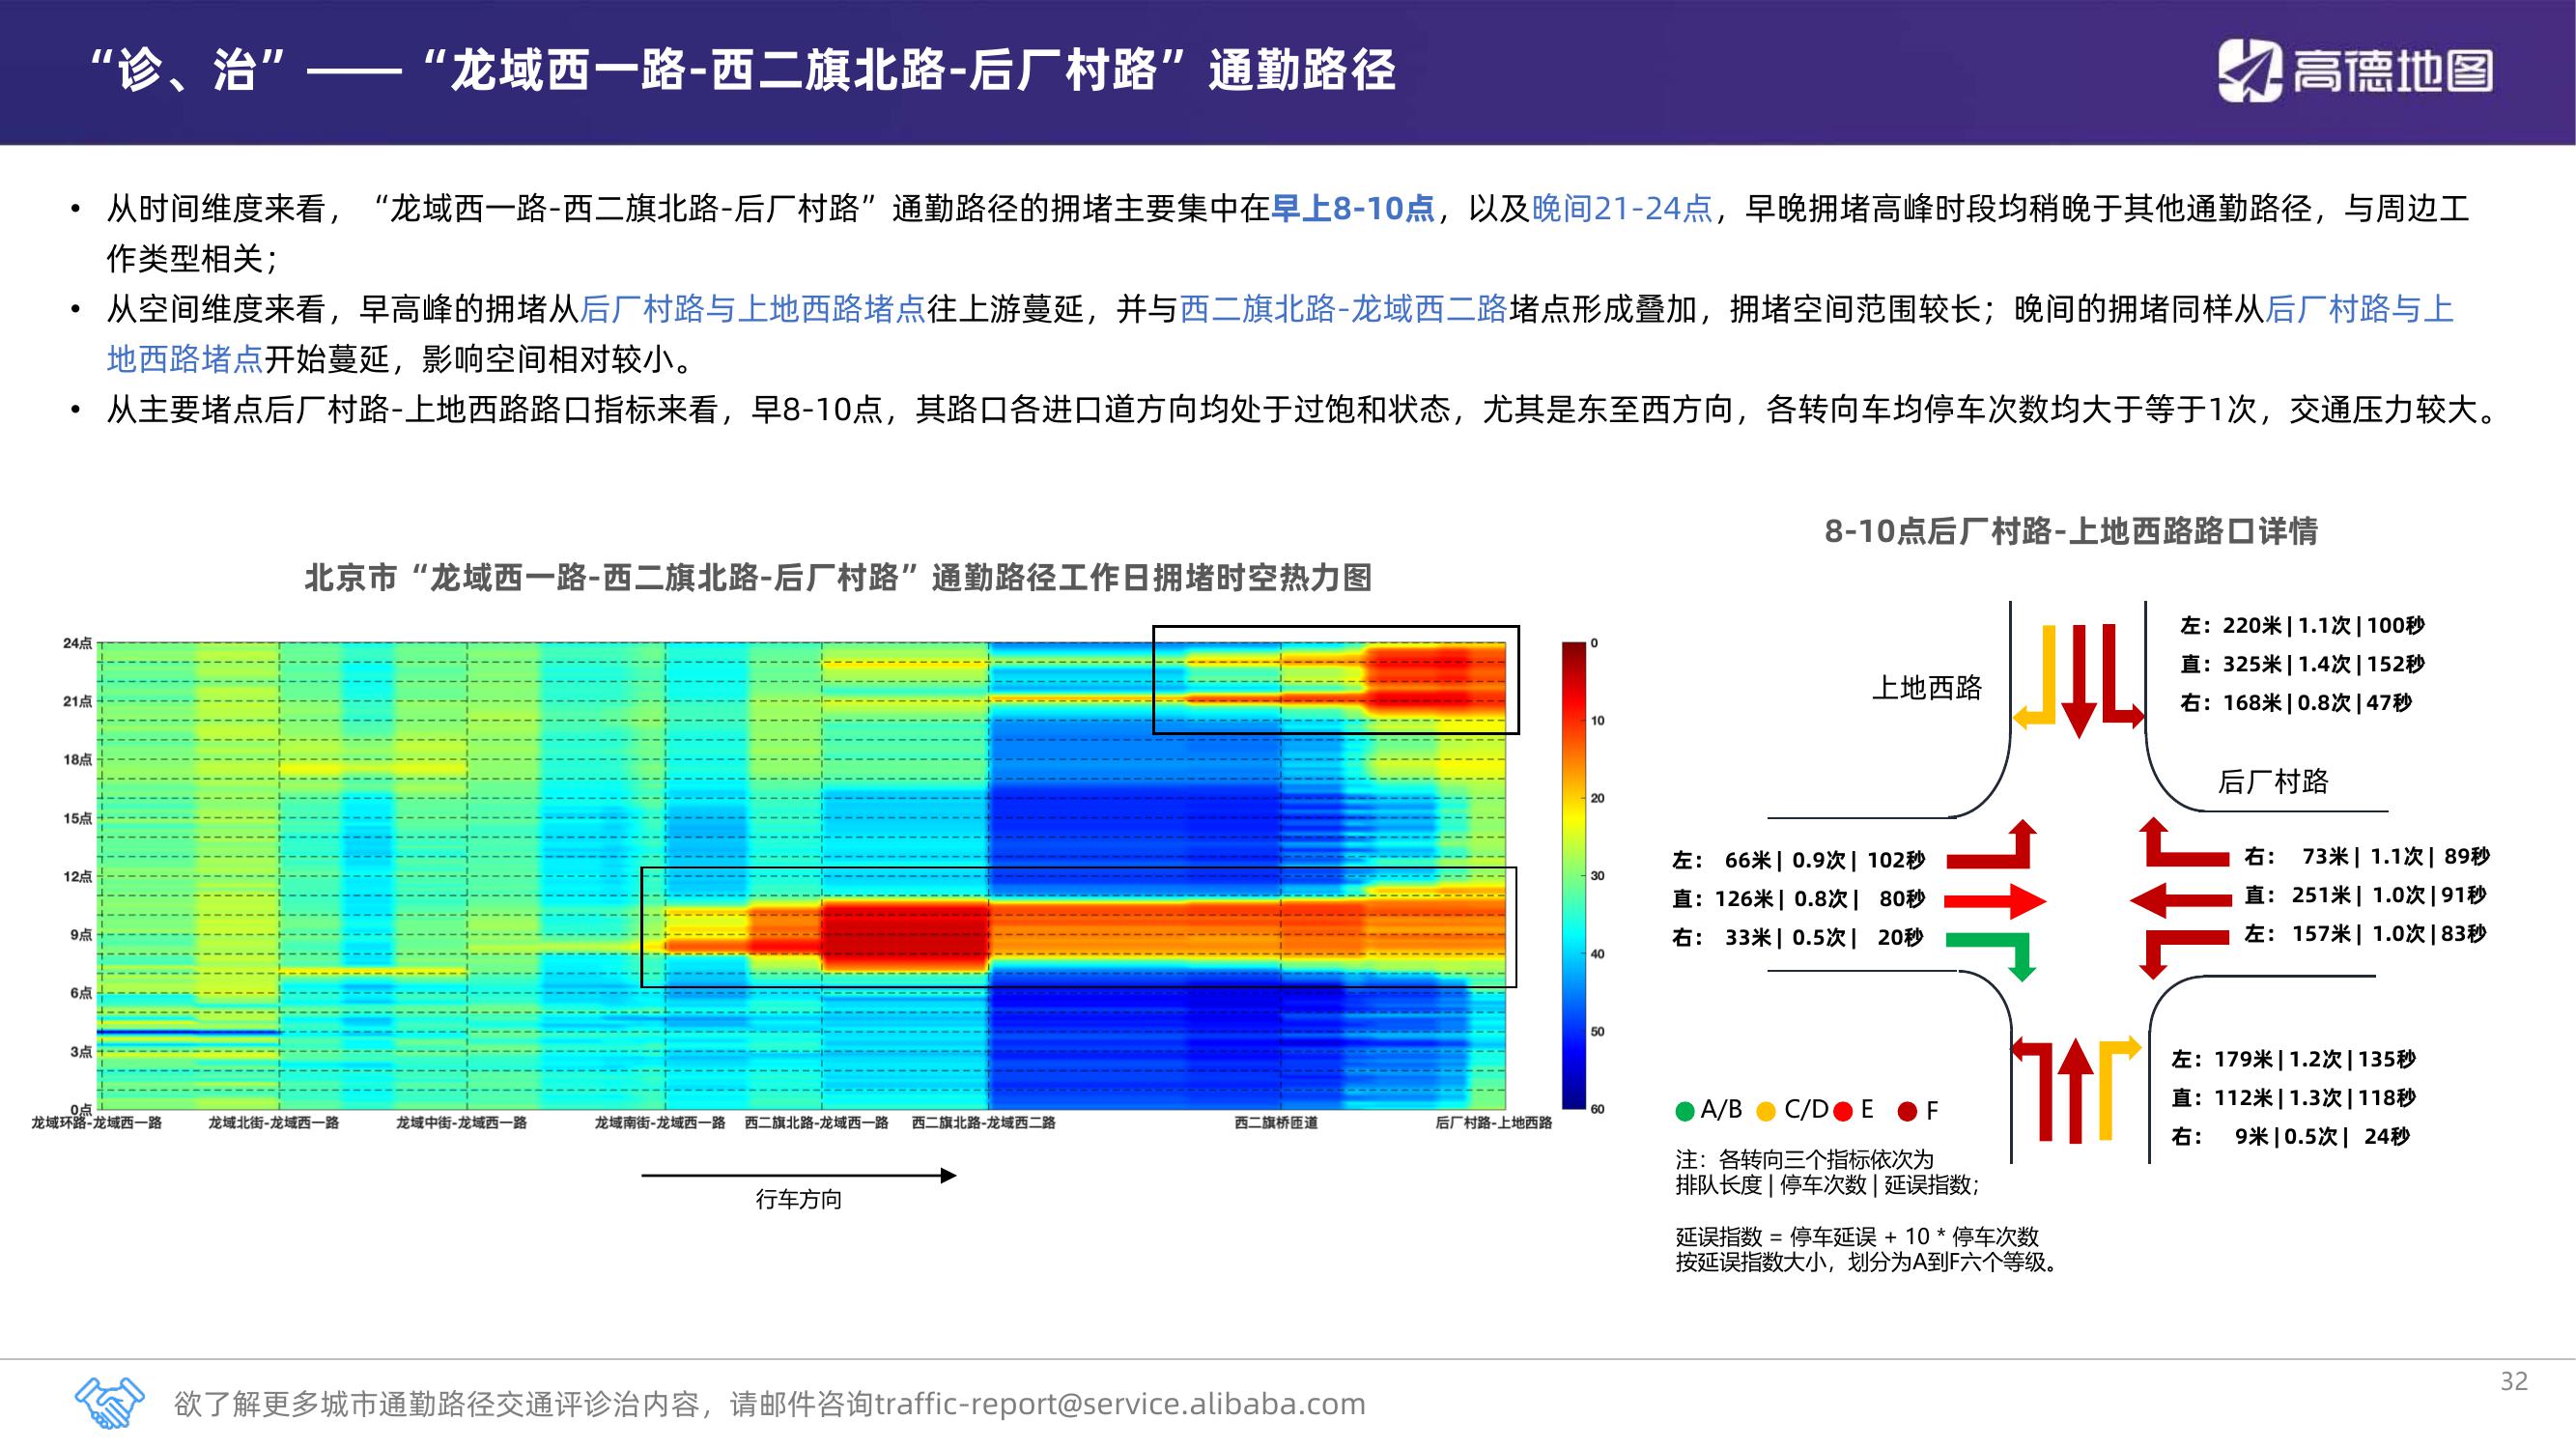 “诊、治”——“龙域西一路-西二旗北路-后厂村路”通勤路径
高德地图
• 从时间维度来看，“龙域西一路-西二旗北路-后厂村路”通勤路径的拥堵主要集中在早上8-10点，以及晚间21-24点，早晚拥堵高峰时段均稍晚于其他通勤路径，与周边工
作类型相关；
• 从空间维度来看，早高峰的拥堵从后厂村路与上地西路堵点往上游蔓延，并与西二旗北路-龙域西二路堵点形成叠加，拥堵空间范围较长；晚间的拥堵同样从后厂村路与上
地西路堵点开始蔓延，影响空间相对较小。
• 从主要堵点后厂村路-上地西路路口指标来看，早8-10点，其路口各进口道方向均处于过饱和状态，尤其是东至西方向，各转向车均停车次数均大于等于1次，交通压力较大。
北京市“龙域西一路-西二旗北路-后厂村路”通勤路径工作日拥堵时空热力图
24点
21点
18点
15点
12点
9点
6点
3点
0点
龙域环路-龙域西一路
龙域北街-龙域西一路
龙域中街-龙域西一路
龙域南街-龙域西一路
西二旗北路-龙域西一路
西二旗北路-龙域西二路
西二旗桥匝道
后厂村路-上地西路
0
10
20
30
40
50
60
行车方向
8-10点后厂村路-上地西路路口详情
上地西路
左：220米|1.1次|100秒
直：325米|1.4次|152秒
右：168米|0.8次|47秒
后厂村路
左： 66米| 0.9次| 102秒
直：126米| 0.8次| 80秒
右： 33米| 0.5次| 20秒
右： 73米| 1.1次| 89秒
直： 251米| 1.0次|91秒
左： 157米| 1.0次|83秒
左：179米|1.2次|135秒
直：112米|1.3次|118秒
右： 9米|0.5次| 24秒
A/B C/D E F
注：各转向三个指标依次为
排队长度|停车次数|延误指数；
延误指数 = 停车延误 + 10 * 停车次数
按延误指数大小，划分为A到F六个等级。
欲了解更多城市通勤路径交通评诊治内容，请邮件咨询traffic-report@service.alibaba.com
32